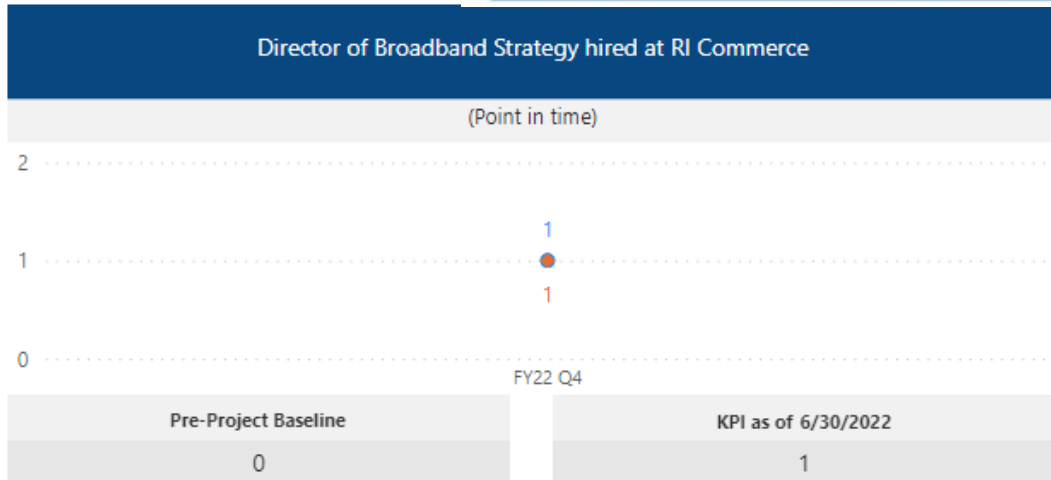 Director of Broadband Strategy hired at RI Commerce
(Point in time)
2
1
1
1
0
FY22 Q4
Pre-Project Baseline
KPI as of 6/30/2022
0
1